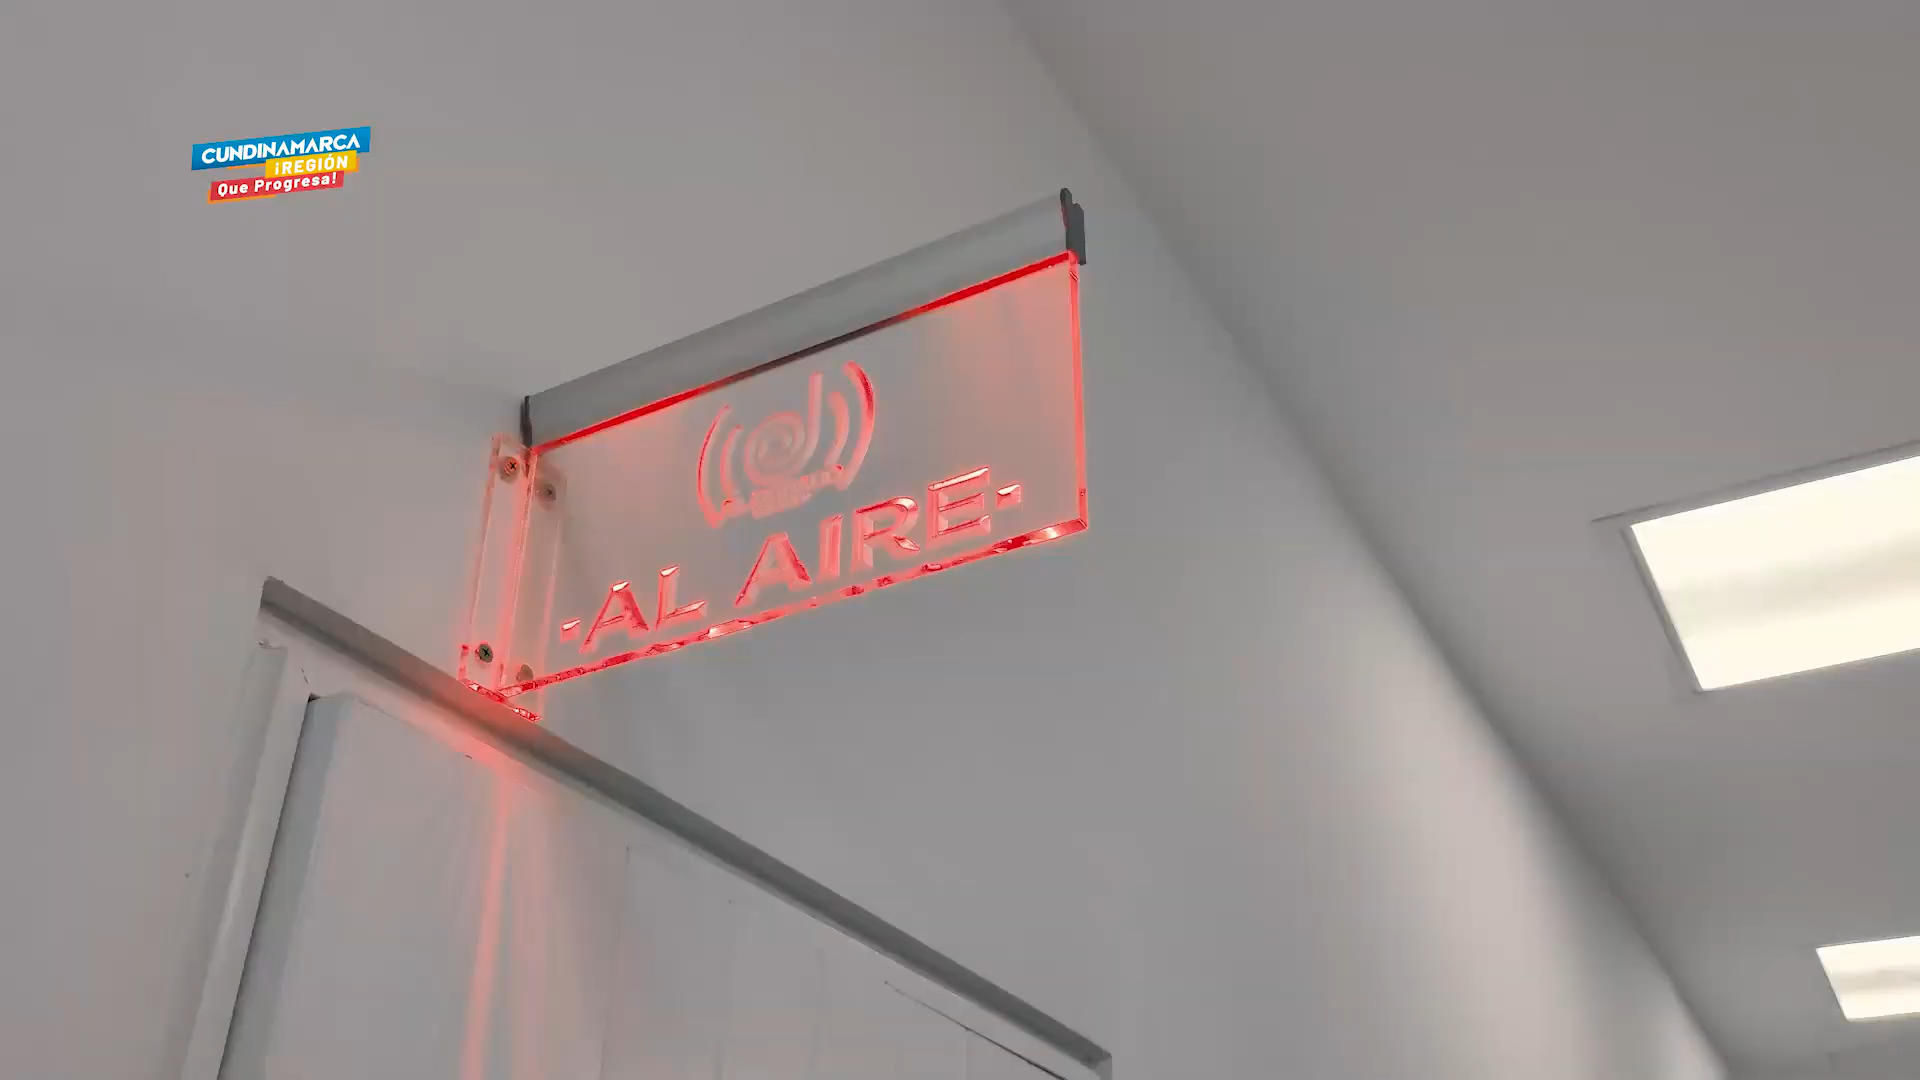 CUNDINAMARCA
¡REGIÓN
Que Progresa!
-AL AIRE-